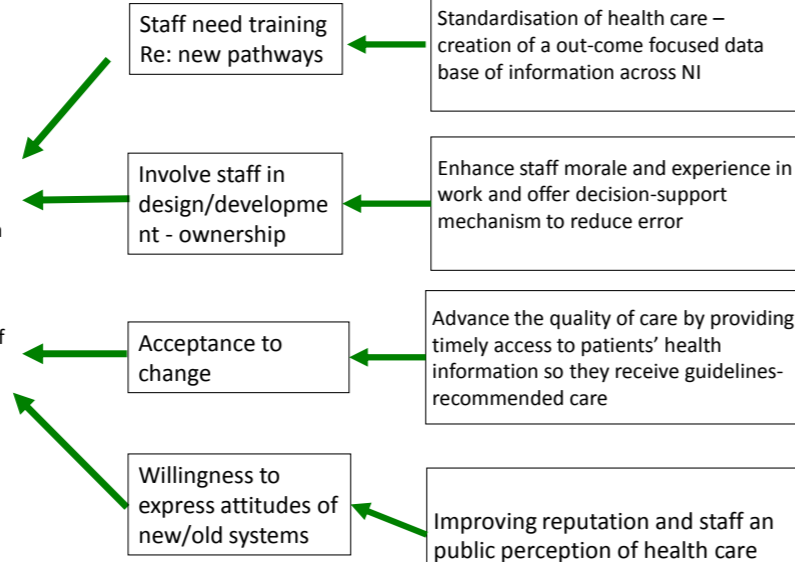 Staff need training
Re: new pathways
Standardisation of health care –
creation of a out-come focused data
base of information across NI
Involve staff in
design/developme
nt - ownership
Enhance staff morale and experience in
work and offer decision-support
mechanism to reduce error
Acceptance to
change
Advance the quality of care by providing
timely access to patients’ health
information so they receive guidelines-
recommended care
Willingness to
express attitudes of
new/old systems
Improving reputation and staff an
public perception of health care